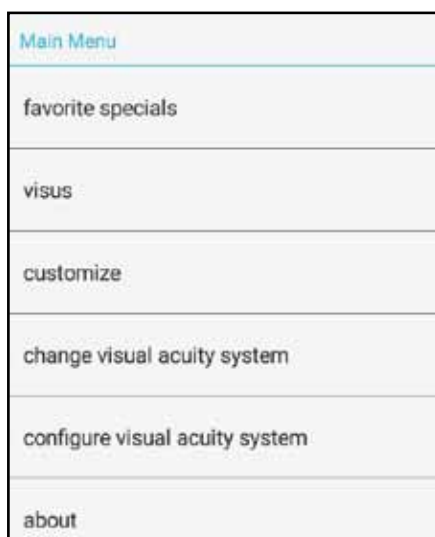 Main Menu
favorite specials
visus
customize
change visual acuity system
configure visual acuity system
about